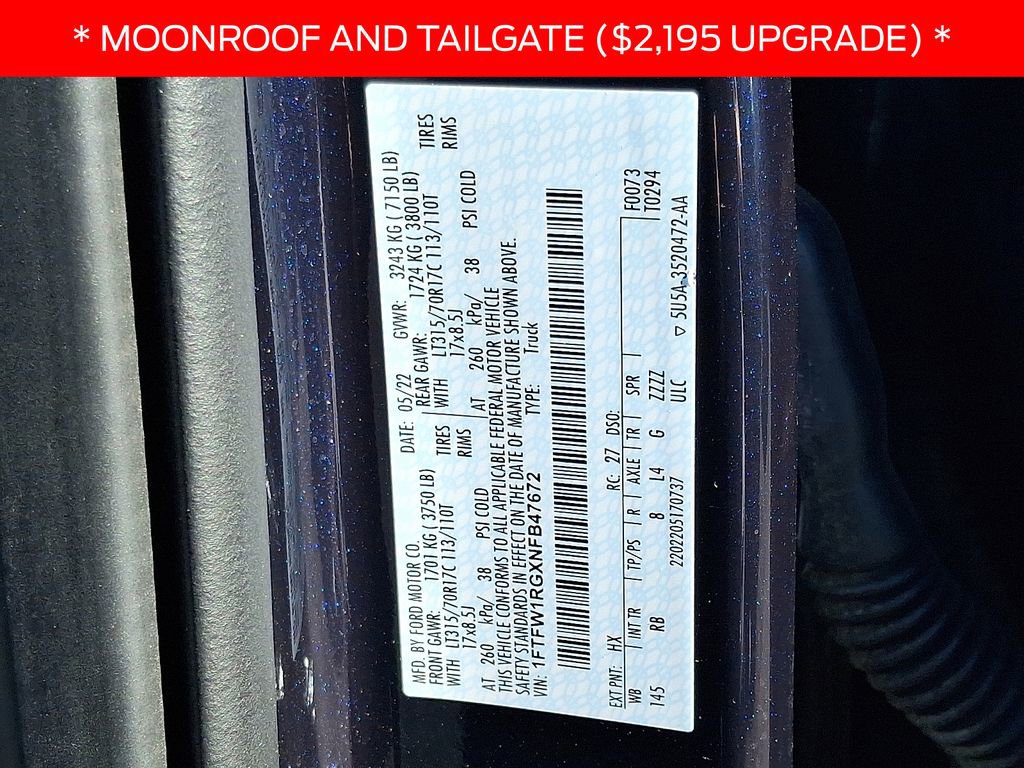 * MOONROOF AND TAILGATE ($2,195 UPGRADE) *
MFD. BY FORD MOTOR CO. DATE: 05/22 GVWR: 3243 KG ( 7150 LB)
FRONT GAWR: 1701 KG ( 3750 LB) REAR GAWR: 1724 KG ( 3800 LB)
WITH LT315/70R17C 113/110T TIRES WITH LT315/70R17C 113/110T TIRES
17x8.5J RIMS 17x8.5J RIMS
AT 260 kPa/ 38 PSI COLD AT 260 kPa/ 38 PSI COLD
THIS VEHICLE CONFORMS TO ALL APPLICABLE FEDERAL MOTOR VEHICLE
SAFETY STANDARDS IN EFFECT ON THE DATE OF MANUFACTURE SHOWN ABOVE.
VIN: 1FTFW1RGXNFB47672 TYPE: Truck
EXT PNT: HX RC: 27 DSO: F0073
WB INT TR TP/PS R AXLE TR SPR T0294
145 RB 8 L4 G ZZZZ
2202205170737 ULC 5U5A-3520472-AA